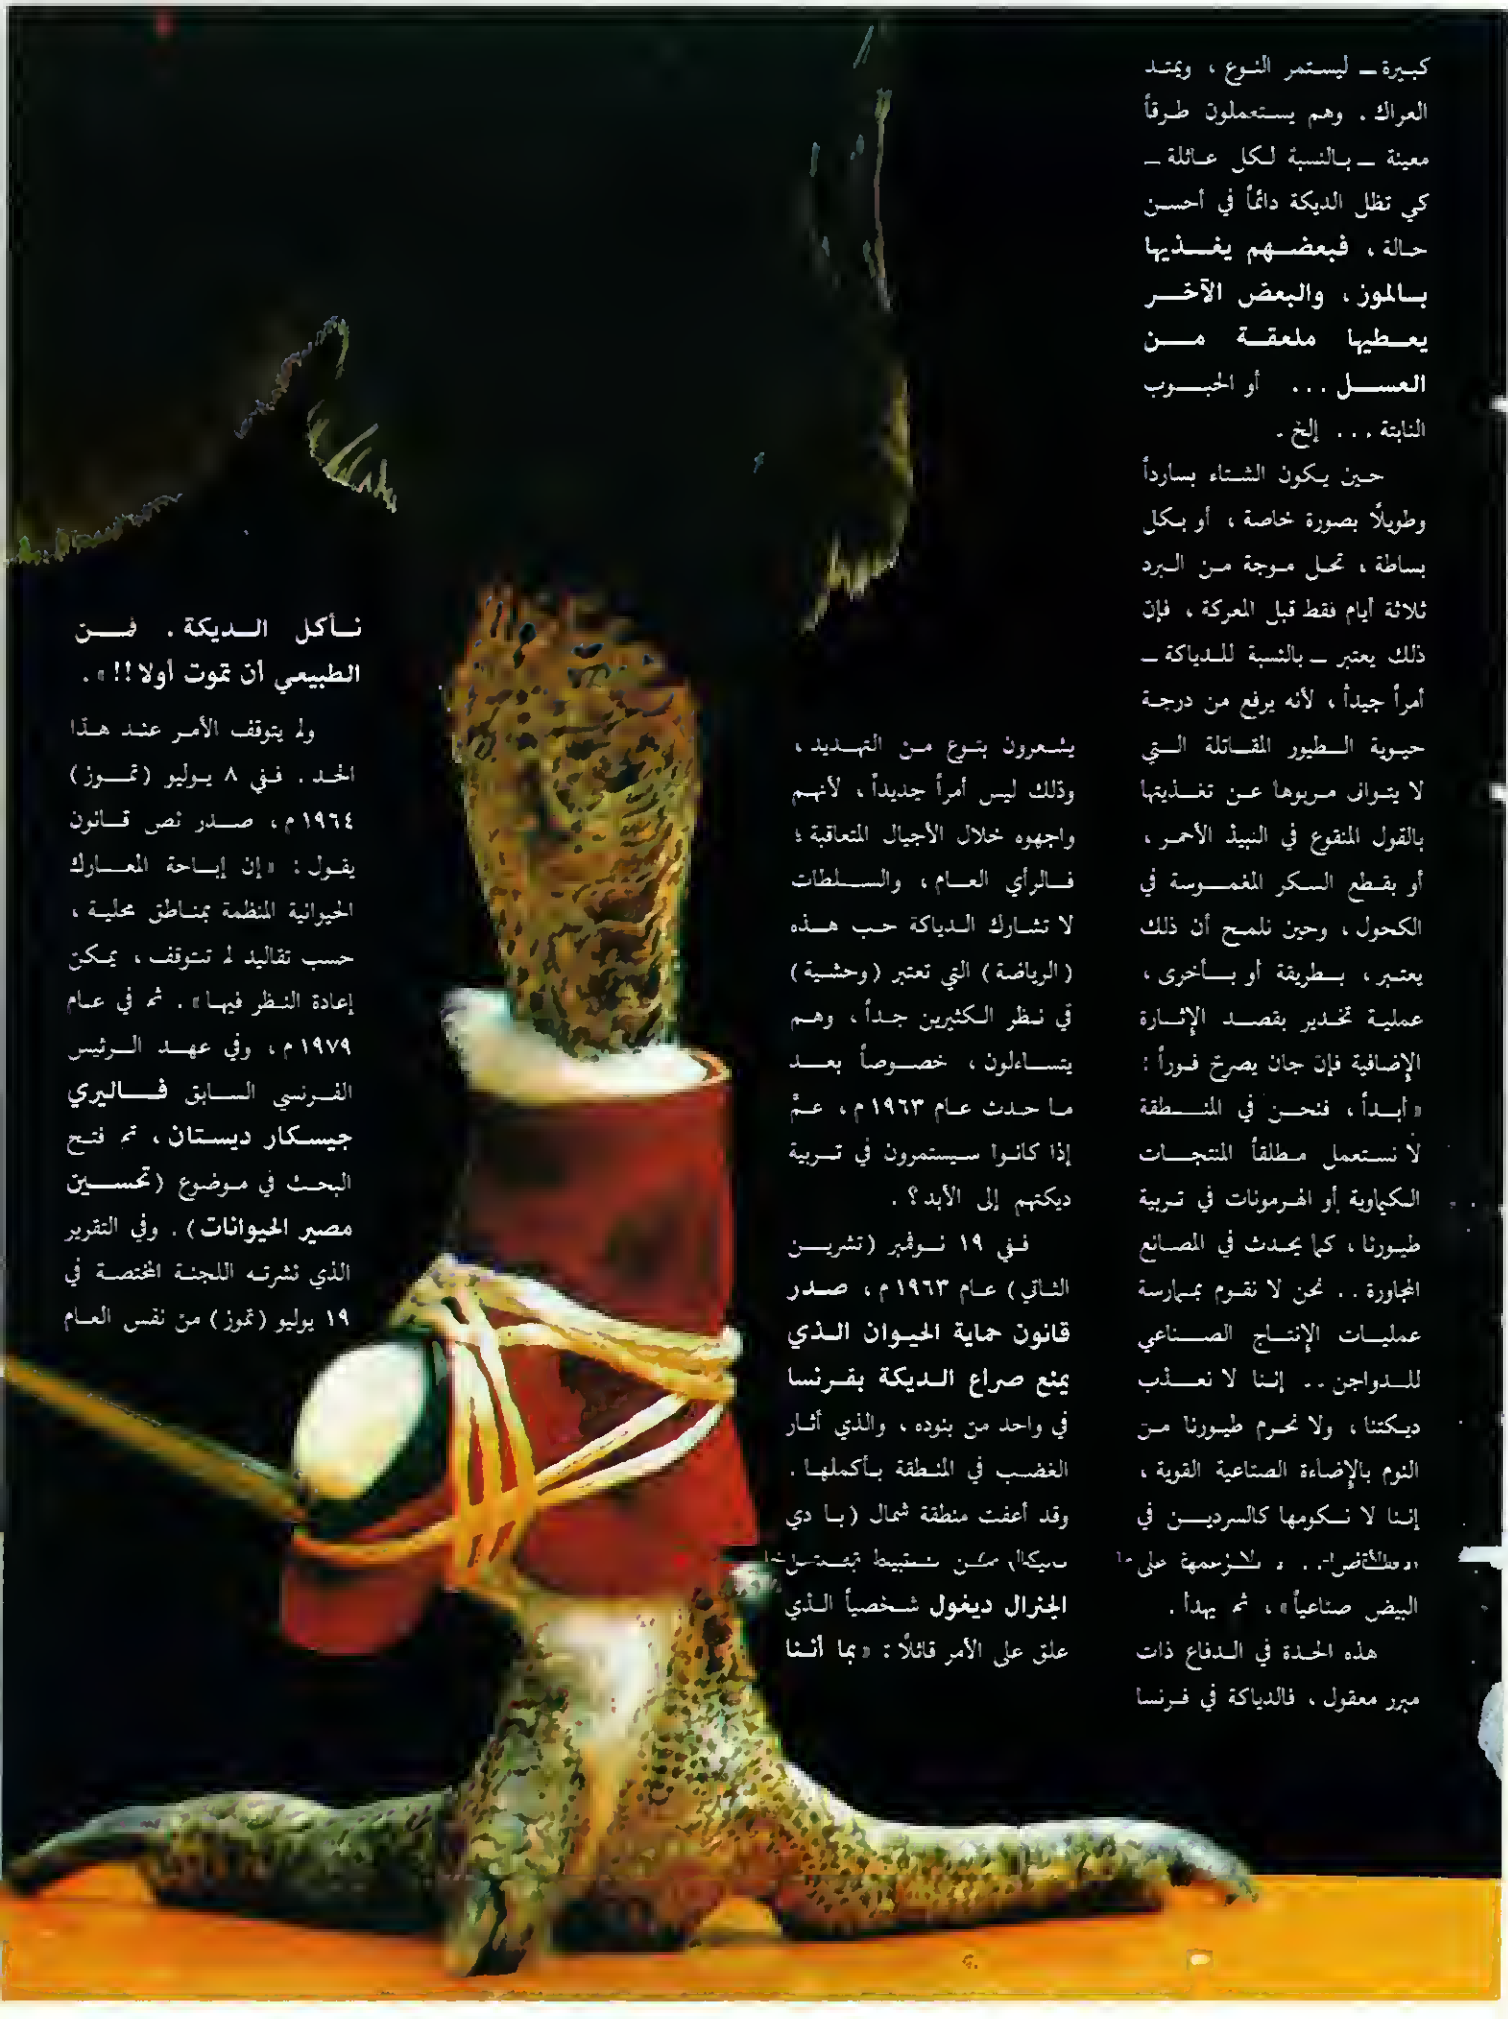 كبيرة ـ ليستمر النوع ، ويمتد
العراك . وهم يستعملون طرقاً
معينة ـ بالنسبة لكل عائلة ـ
كي تظل الديكة دائماً في أحسن
حالة ، فبعضهم يغذيها
بالموز ، والبعض الآخر
يعطيها ملعقة من
العسل ... أو الحبوب
النابتة ... إلخ .
حين يكون الشتاء بارداً
وطويلاً بصورة خاصة ، أو بكل
بساطة ، تحل موجة من البرد
ثلاثة أيام فقط قبل المعركة ، فإن
ذلك يعتبر ـ بالنسبة للدياكة ـ
أمراً جيداً ، لأنه يرفع من درجة
حيوية الطيور المقاتلة التي
لا يتوانى مربوها عن تغذيتها
بالفول المنقوع في النبيذ الأحمر ،
أو بقطع السكر المغموسة في
الكحول ، وحين نلمح أن ذلك
يعتبر ، بطريقة أو بأخرى ،
عملية تخدير بقصد الإثارة
الإضافية فإن جان يصرخ فوراً :
« أبداً ، فنحن في المنطقة
لا نستعمل مطلقاً المنتجات
الكيماوية أو الهرمونات في تربية
طيورنا ، كما يحدث في المصانع
المجاورة .. نحن لا نقوم بممارسة
عمليات الإنتاج الصناعي
للدواجن .. إننا لا نعذب
ديكتنا ، ولا نحرم طيورنا من
النوم بالإضاءة الصناعية القوية ،
إننا لا نكومها كالسردين في
على
البيض صناعياً » ، ثم يهدأ .
هذه الحدة في الدفاع ذات
مبرر معقول ، فالدياكة في فرنسا
يشعرون بنوع من التهديد ،
وذلك ليس أمراً جديداً ، لأنهم
واجهوه خلال الأجيال المتعاقبة ؛
فالرأي العام ، والسلطات
لا تشارك الدياكة حب هذه
( الرياضة ) التي تعتبر ( وحشية )
في نظر الكثيرين جداً ، وهم
يتساءلون ، خصوصاً بعد
ما حدث عام ١٩٦٣ م ، عمّ
إذا كانوا سيستمرون في تربية
ديكتهم إلى الأبد ؟ .
ففي ١٩ نوفمبر ( تشرين
الثاني ) عام ١٩٦٣ م ، صدر
قانون حماية الحيوان الذي
يمنع صراع الديكة بفرنسا
في واحد من بنوده ، والذي أثار
الغضب في المنطقة بأكملها .
وقد أعفت منطقة شمال ( با دي
الجنرال ديغول شخصياً الذي
علق على الأمر قائلاً : « بما أننا
نأكل الديكة . فمن
الطبيعي أن تموت أولا !! » .
ولم يتوقف الأمر عند هذا
الحد . ففي ٨ يوليو ( تموز )
١٩٦٤ م ، صدر نص قانون
يقول : « إن إباحة المعارك
الحيوانية المنظمة بمناطق محلية ،
حسب تقاليد لم تتوقف ، يمكن
إعادة النظر فيها » . ثم في عام
١٩٧٩ م ، وفي عهد الرئيس
الفرنسي السابق فاليري
جيسكار ديستان ، تم فتح
البحث في موضوع ( تحسين
مصير الحيوانات ) . وفي التقرير
الذي نشرته اللجنة المختصة في
١٩ يوليو ( تموز ) من نفس العام